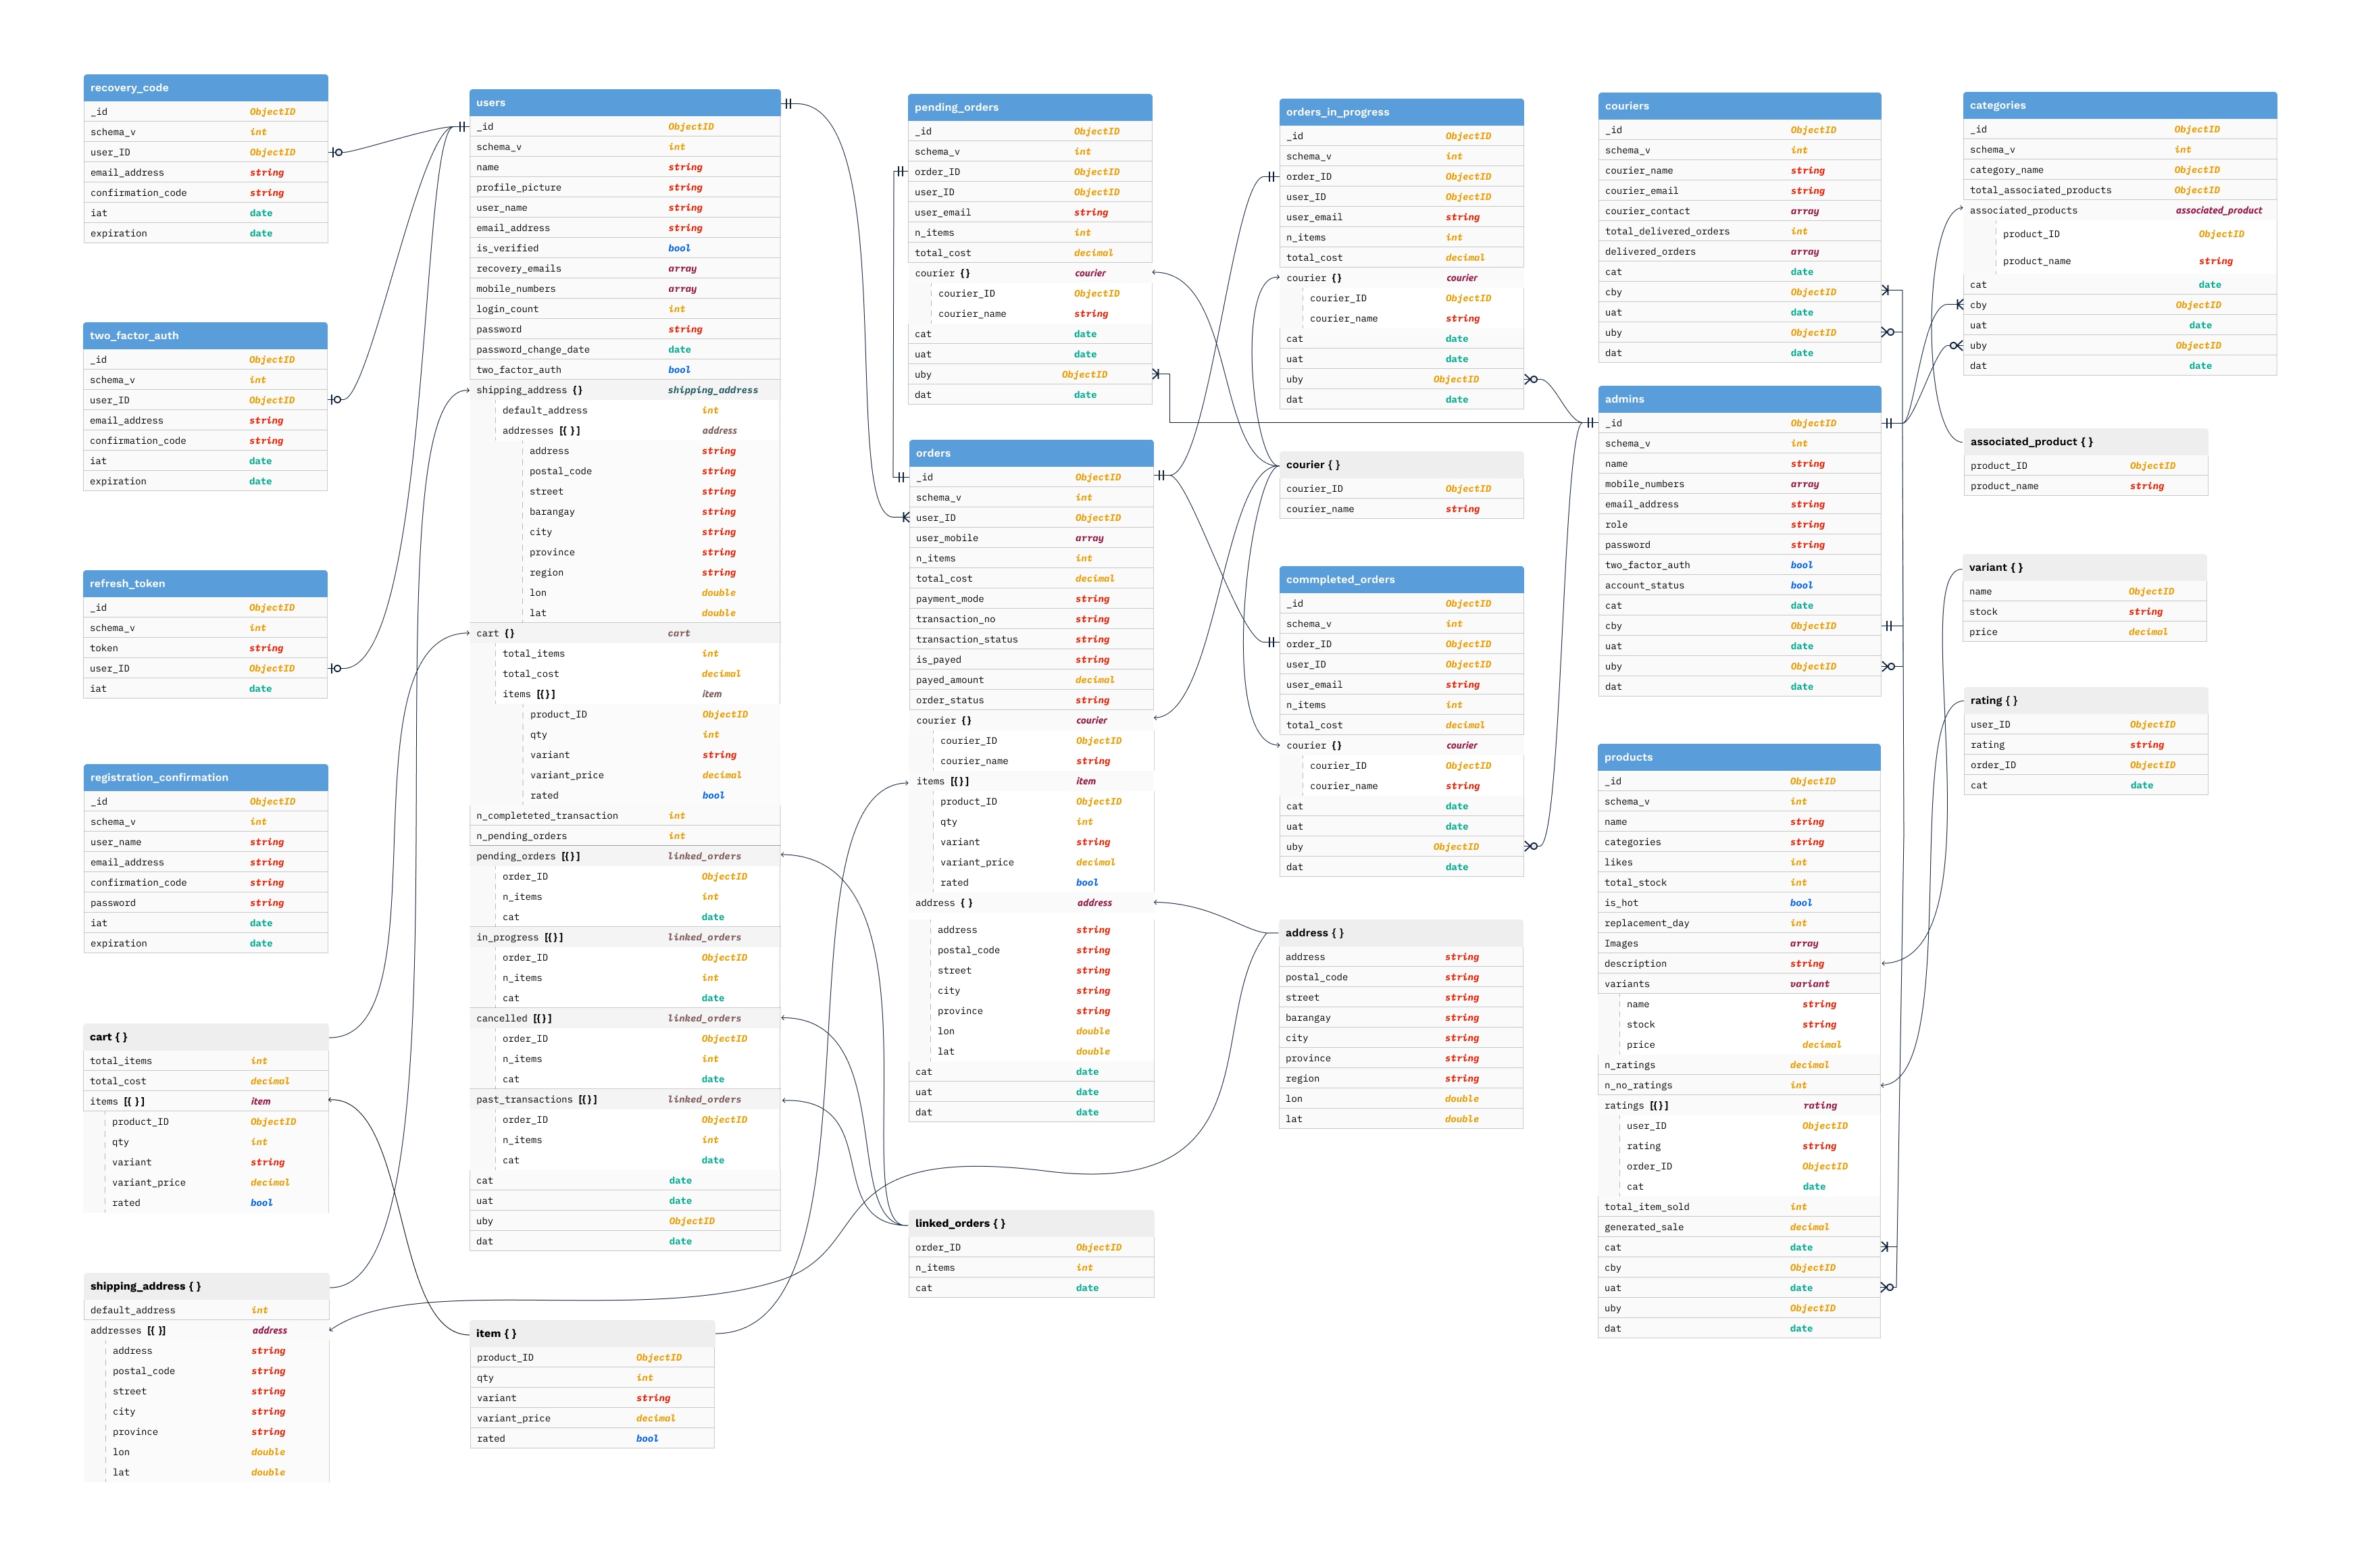 recovery_code
_id ObjectID
schema_v int
user_ID ObjectID
email_address string
confirmation_code string
iat date
expiration date
two_factor_auth
_id ObjectID
schema_v int
user_ID ObjectID
email_address string
confirmation_code string
iat date
expiration date
refresh_token
_id ObjectID
schema_v int
token string
user_ID ObjectID
iat date
registration_confirmation
_id ObjectID
schema_v int
user_name string
email_address string
confirmation_code string
password string
iat date
expiration date
cart { }
total_items int
total_cost decimal
items [{ }] item
product_ID ObjectID
qty int
variant string
variant_price decimal
rated bool
shipping_address { }
default_address int
addresses [{ }] address
address string
postal_code string
street string
city string
province string
lon double
lat double
users
_id ObjectID
schema_v int
name string
profile_picture string
user_name string
email_address string
is_verified bool
recovery_emails array
mobile_numbers array
login_count int
password string
password_change_date date
two_factor_auth bool
shipping_address {} shipping_address
default_address int
addresses [{ }] address
address string
postal_code string
street string
barangay string
city string
province string
region string
lon double
lat double
cart {} cart
total_items int
total_cost decimal
items [{}] item
product_ID ObjectID
qty int
variant string
variant_price decimal
rated bool
n_completeted_transaction int
n_pending_orders int
pending_orders [{}] linked_orders
order_ID ObjectID
n_items int
cat date
in_progress [{}] linked_orders
order_ID ObjectID
n_items int
cat date
cancelled [{}] linked_orders
order_ID ObjectID
n_items int
cat date
past_transactions [{}] linked_orders
order_ID ObjectID
n_items int
cat date
cat date
uat date
uby ObjectID
dat date
item { }
product_ID ObjectID
qty int
variant string
variant_price decimal
rated bool
pending_orders
_id ObjectID
schema_v int
order_ID ObjectID
user_ID ObjectID
user_email string
n_items int
total_cost decimal
courier {} courier
courier_ID ObjectID
courier_name string
cat date
uat date
uby ObjectID
dat date
orders
_id ObjectID
schema_v int
user_ID ObjectID
user_mobile array
n_items int
total_cost decimal
payment_mode string
transaction_no string
transaction_status string
is_payed string
payed_amount decimal
order_status string
courier {} courier
courier_ID ObjectID
courier_name string
items [{}] item
product_ID ObjectID
qty int
variant string
variant_price decimal
rated bool
address { } address
address string
postal_code string
street string
city string
province string
lon double
lat double
cat date
uat date
dat date
linked_orders { }
order_ID ObjectID
n_items int
cat date
orders_in_progress
_id ObjectID
schema_v int
order_ID ObjectID
user_ID ObjectID
user_email string
n_items int
total_cost decimal
courier {} courier
courier_ID ObjectID
courier_name string
cat date
uat date
uby ObjectID
dat date
courier { }
courier_ID ObjectID
courier_name string
commpleted_orders
_id ObjectID
schema_v int
order_ID ObjectID
user_ID ObjectID
user_email string
n_items int
total_cost decimal
courier {} courier
courier_ID ObjectID
courier_name string
cat date
uat date
uby ObjectID
dat date
address { }
address string
postal_code string
street string
barangay string
city string
province string
region string
lon double
lat double
couriers
_id ObjectID
schema_v int
courier_name string
courier_email string
courier_contact array
total_delivered_orders int
delivered_orders array
cat date
cby ObjectID
uat date
uby ObjectID
dat date
admins
_id ObjectID
schema_v int
name string
mobile_numbers array
email_address string
role string
password string
two_factor_auth bool
account_status bool
cat date
cby ObjectID
uat date
uby ObjectID
dat date
products
_id ObjectID
schema_v int
name string
categories string
likes int
total_stock int
is_hot bool
replacement_day int
Images array
description string
variants variant
name string
stock string
price decimal
n_ratings decimal
n_no_ratings int
ratings [{}] rating
user_ID ObjectID
rating string
order_ID ObjectID
cat date
total_item_sold int
generated_sale decimal
cat date
cby ObjectID
uat date
uby ObjectID
dat date
categories
_id ObjectID
schema_v int
category_name ObjectID
total_associated_products ObjectID
associated_products associated_product
product_ID ObjectID
product_name string
cat date
cby ObjectID
uat date
uby ObjectID
dat date
associated_product { }
product_ID ObjectID
product_name string
variant { }
name ObjectID
stock string
price decimal
rating { }
user_ID ObjectID
rating string
order_ID ObjectID
cat date